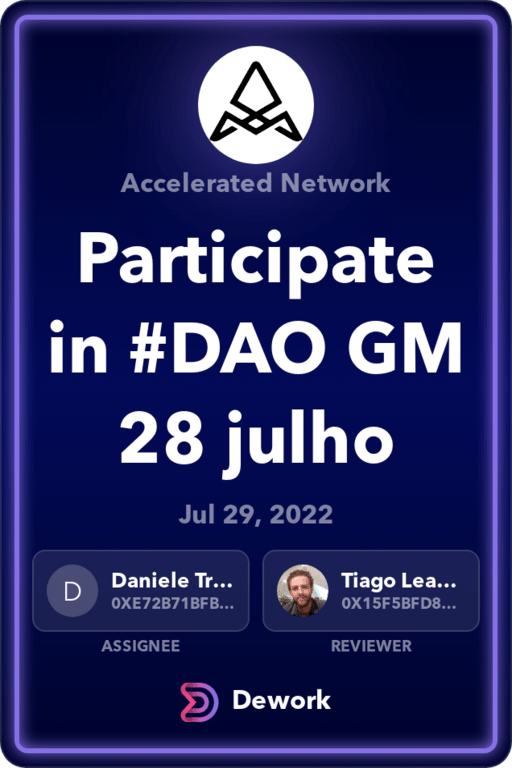 Accelerated Network
Participate
in #DAO GM
28 julho
Jul 29, 2022
D
Daniele Tr...
0XE72B71BFB...
ASSIGNEE
Tiago Lea...
0X15F5BFD8...
REVIEWER
Dework